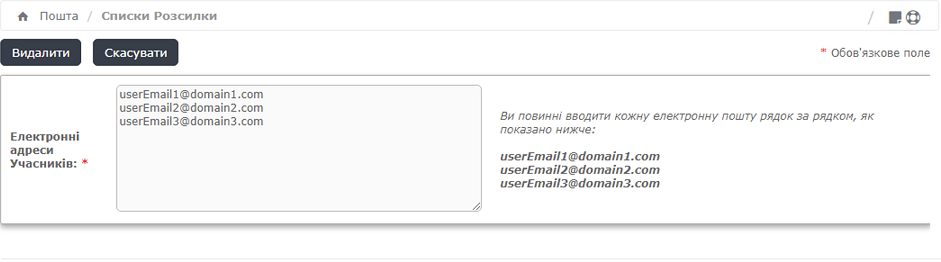 Пошта / Списки Розсилки /
Видалити Скасувати * Обов'язкове поле
userEmail1@domain1.com
userEmail2@domain2.com
userEmail3@domain3.com
Електронні
адреси
Учасників: *
Ви повинні вводити кожну електронну пошту рядок за рядком, як
показано нижче:
userEmail1@domain1.com
userEmail2@domain2.com
userEmail3@domain3.com